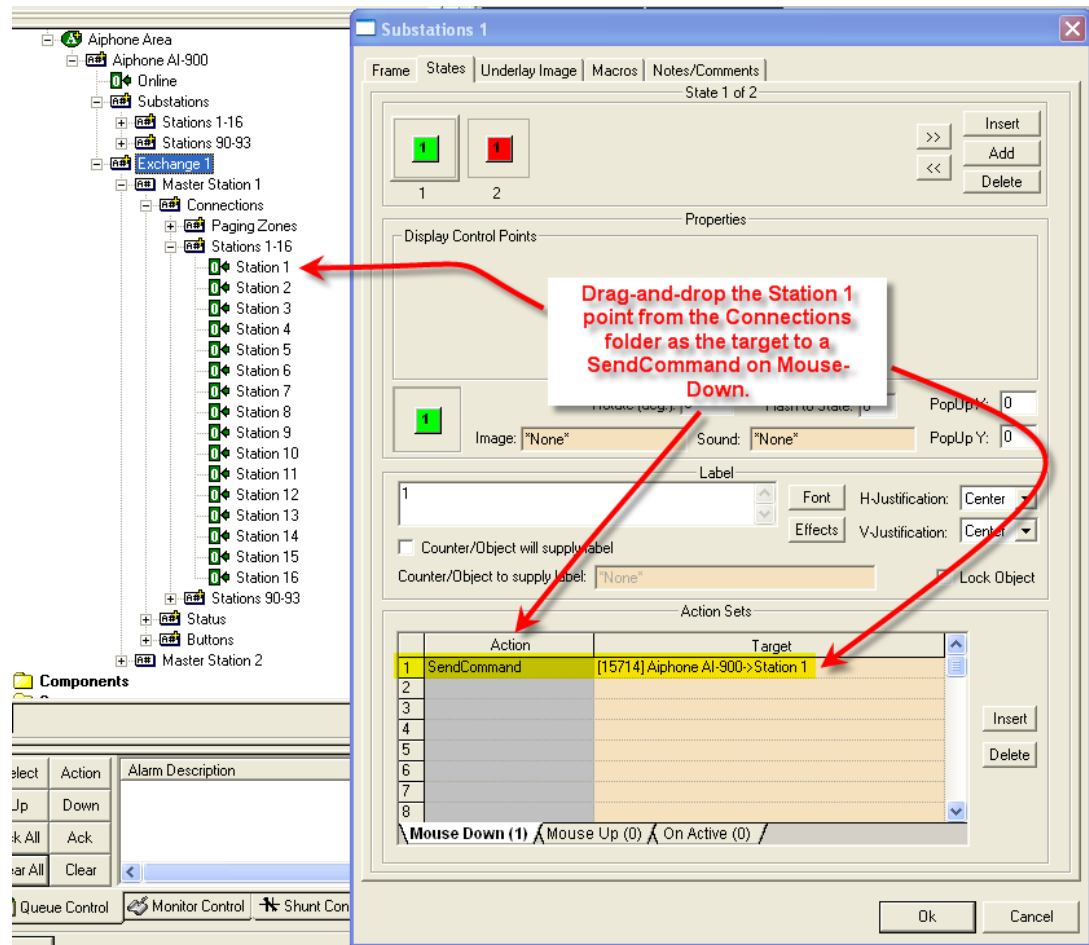 Aiphone Area
Aiphone AI-900
Online
Substations
Stations 1-16
Stations 90-93
Exchange 1
Master Station 1
Connections
Paging Zones
Stations 1-16
Station 1
Station 2
Station 3
Station 4
Station 5
Station 6
Station 7
Station 8
Station 9
Station 10
Station 11
Station 12
Station 13
Station 14
Station 15
Station 16
Stations 90-93
Status
Buttons
Master Station 2
Components
Action
Alarm Description
Down
Ack
Clear
Queue Control
Monitor Control
Shunt Con
Substations 1
Frame
States
Underlay Image
Macros
Notes/Comments
State 1 of 2
1
1
1
2
>>
<<
Insert
Add
Delete
Properties
Display Control Points
Drag-and-drop the Station 1
point from the Connections
folder as the target to a
SendCommand on Mouse-
Down.
PopUp Y: 0
1
Image: *None*
Sound: *None*
PopUp Y: 0
Label
1
Font
H-Justification: Center
Effects
V-Justification: Center
Counter/Object will supply label
Counter/Object to supply label: *None*
Lock Object
Action Sets
Action Target
1 SendCommand [15714] Aiphone AI-900->Station 1
2
3
4
5
6
7
8
Insert
Delete
Mouse Down (1) Mouse Up (0) On Active (0)
Ok
Cancel